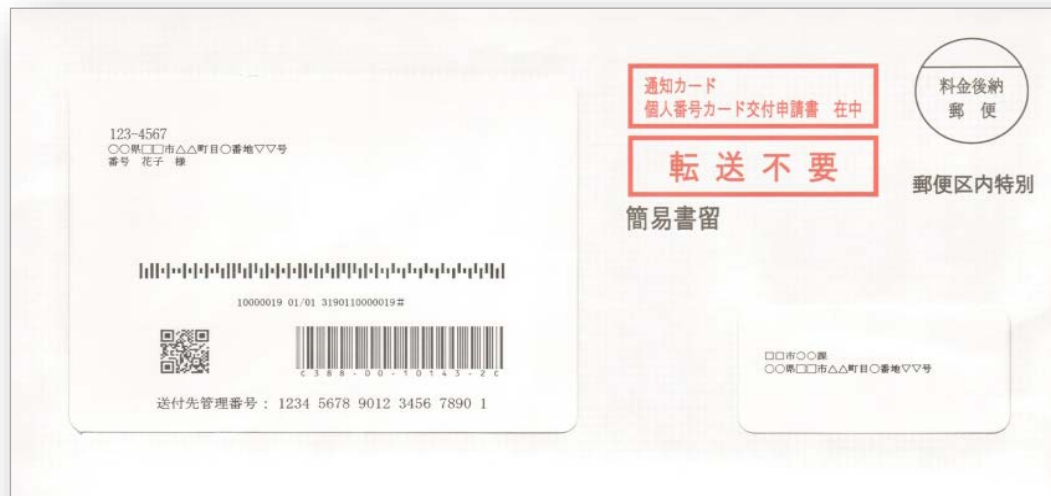 123-4567
○○県□□市△△町目○番地▽▽号
番号 花子 様
10000019 01/01 3190110000019#
C388-00-10143-2C
送付先管理番号: 1234 5678 9012 3456 7890 1
通知カード
個人番号カード交付申請書 在中
転送不要
簡易書留
料金後納
郵便
郵便区内特別
□□市○○課
○○県□□市△△町目○番地▽▽号